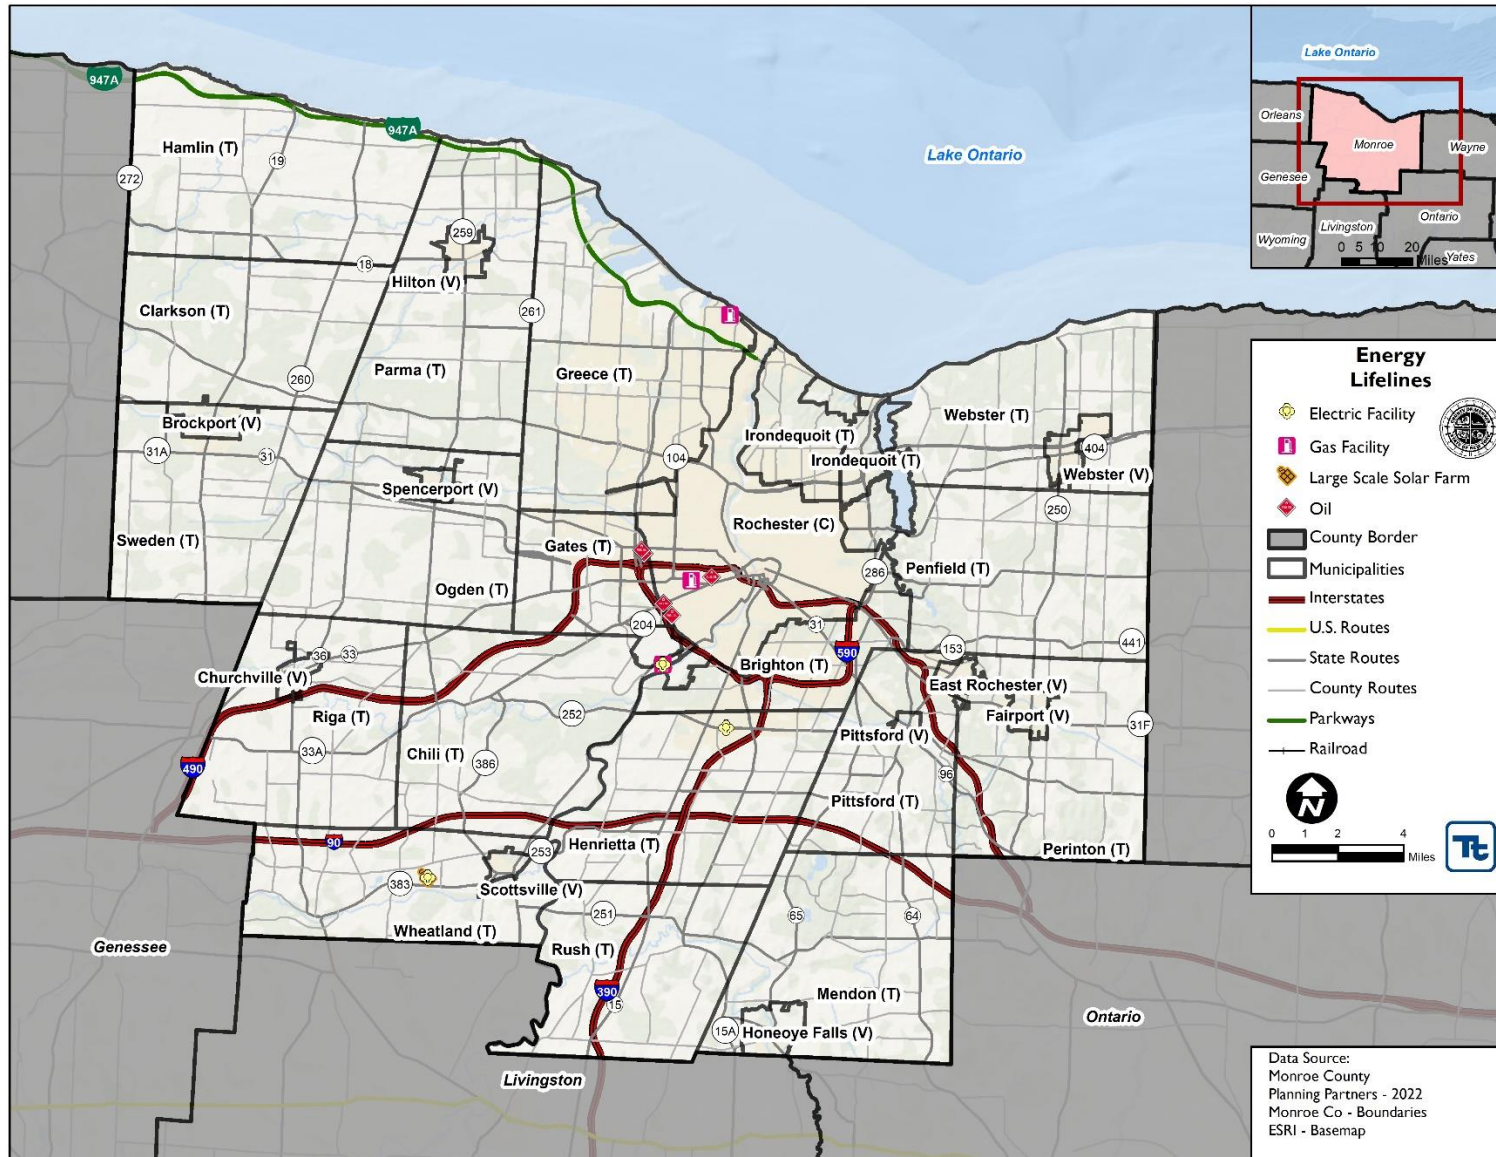 947A
947A
Lake Ontario
Hamlin (T)
19
272
259
18
Hilton (V)
Clarkson (T)
261
260
Parma (T)
Greece (T)
Brockport (V)
31A
31
Webster (T)
Irondequoit (T)
404
104
Irondequoit (T)
Webster (V)
Spencerport (V)
250
Rochester (C)
Sweden (T)
Gates (T)
286
Penfield (T)
Ogden (T)
204
31
441
36
33
590
153
Churchville (V)
Brighton (T)
East Rochester (V)
Riga (T)
252
Fairport (V)
31F
33A
Chili (T)
Pittsford (V)
386
490
96
Pittsford (T)
90
253
Henrietta (T)
Perinton (T)
383
Scottsville (V)
251
65
64
Wheatland (T)
Genessee
Rush (T)
390
15
Mendon (T)
15A
Honeoye Falls (V)
Ontario
Livingston
Lake Ontario
Orleans
Monroe
Wayne
Genesee
Ontario
Livingston
Wyoming
0 5 10 20
Miles
Yates
Energy
Lifelines
Electric Facility
Gas Facility
Large Scale Solar Farm
Oil
County Border
Municipalities
Interstates
U.S. Routes
State Routes
County Routes
Parkways
Railroad
N
0 1 2 4
Miles
Tt
Data Source:
Monroe County
Planning Partners - 2022
Monroe Co - Boundaries
ESRI - Basemap